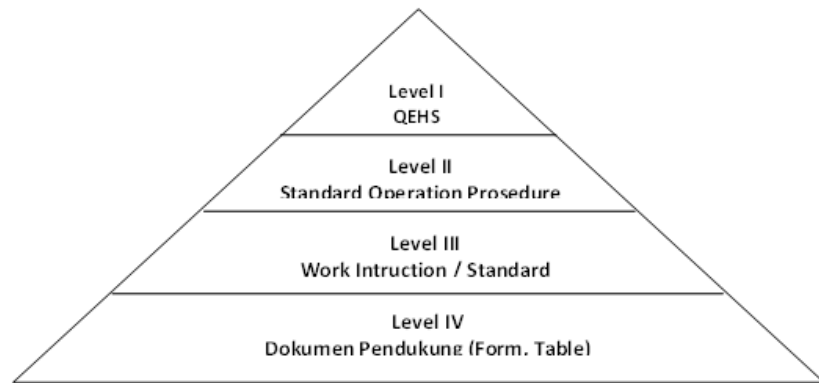 Level I
QEHS
Level II
Standard Operation Prosedure
Level III
Work Intruction / Standard
Level IV
Dokumen Pendukung (Form. Table)